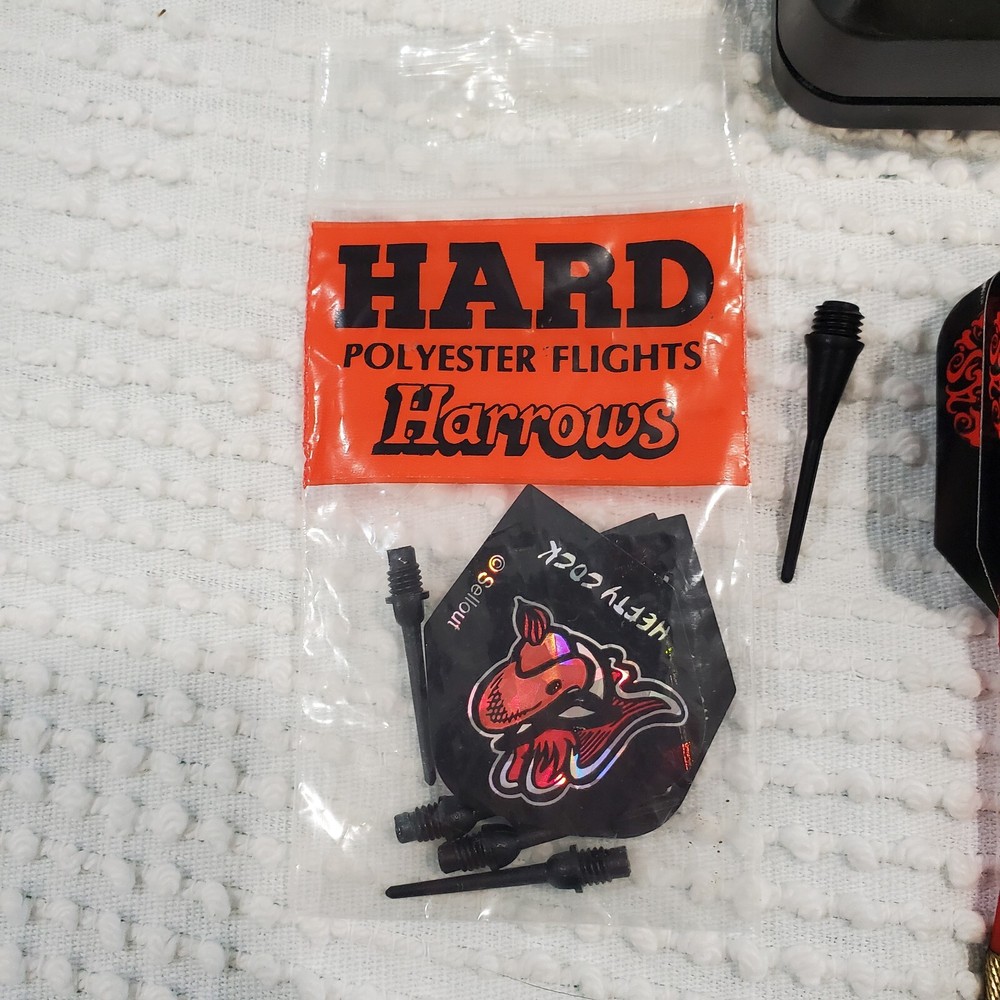 HARD
POLYESTER FLIGHTS
Harrows
HEFTY COCK
© Sellout